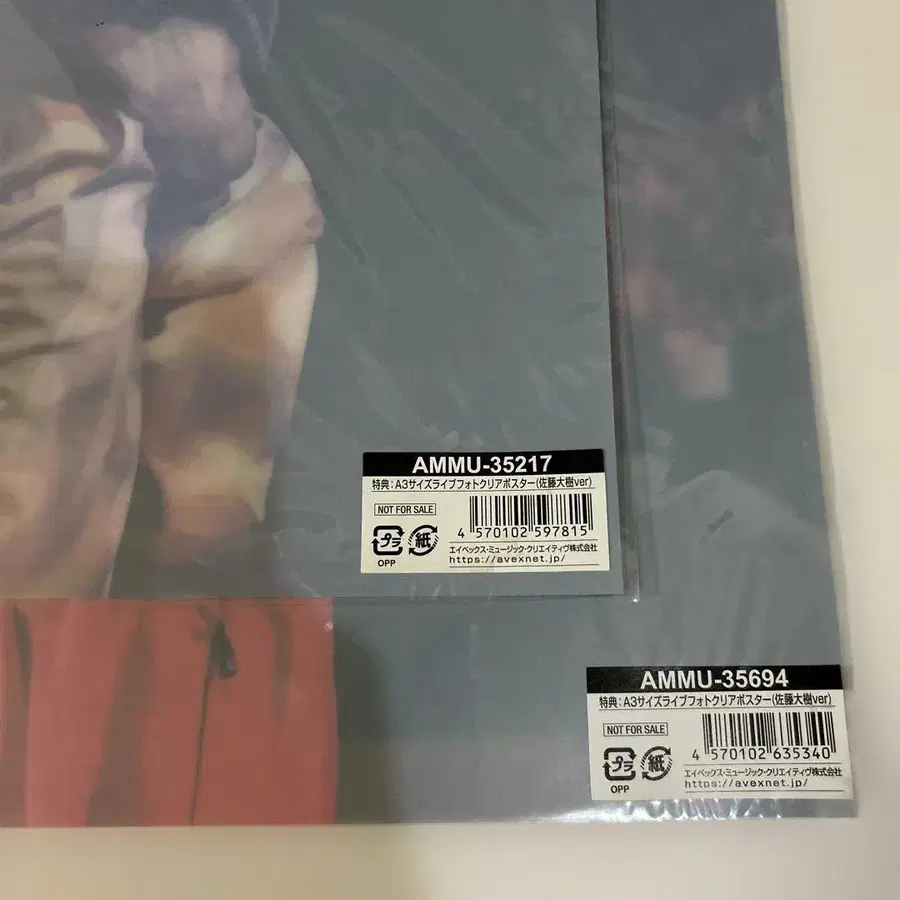 AMMU-35217
特典:A3サイズライブフォトクリアポスター(佐藤大樹ver)
NOT FOR SALE
4 570102 597815
プラ 紙
OPP
エイベックス・ミュージック・クリエイティヴ株式会社
https://avexnet.jp/
AMMU-35694
特典:A3サイズライブフォトクリアポスター(佐藤大樹ver)
NOT FOR SALE
4 570102 635340
プラ 紙
OPP
エイベックス・ミュージック・クリエイティヴ株式会社
https://avexnet.jp/